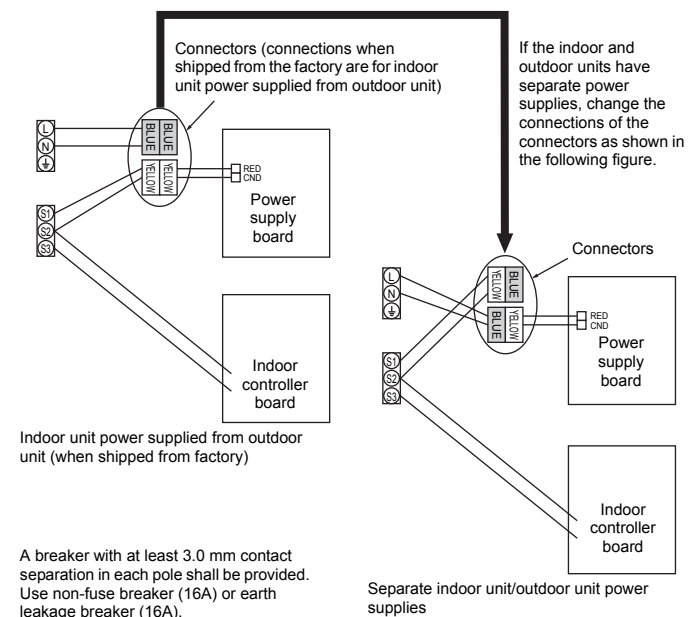 Connectors (connections when
shipped from the factory are for indoor
unit power supplied from outdoor unit)
If the indoor and
outdoor units have
separate power
supplies, change the
connections of the
connectors as shown in
the following figure.
L
N
BLUE
BLUE
YELLOW
YELLOW
RED
CND
Power
supply
board
S1
S2
S3
Indoor
controller
board
Indoor unit power supplied from outdoor
unit (when shipped from factory)
Connectors
L
N
YELLOW
BLUE
BLUE
YELLOW
RED
CND
Power
supply
board
S1
S2
S3
Indoor
controller
board
Separate indoor unit/outdoor unit power
supplies
A breaker with at least 3.0 mm contact
separation in each pole shall be provided.
Use non-fuse breaker (16A) or earth
leakage breaker (16A).